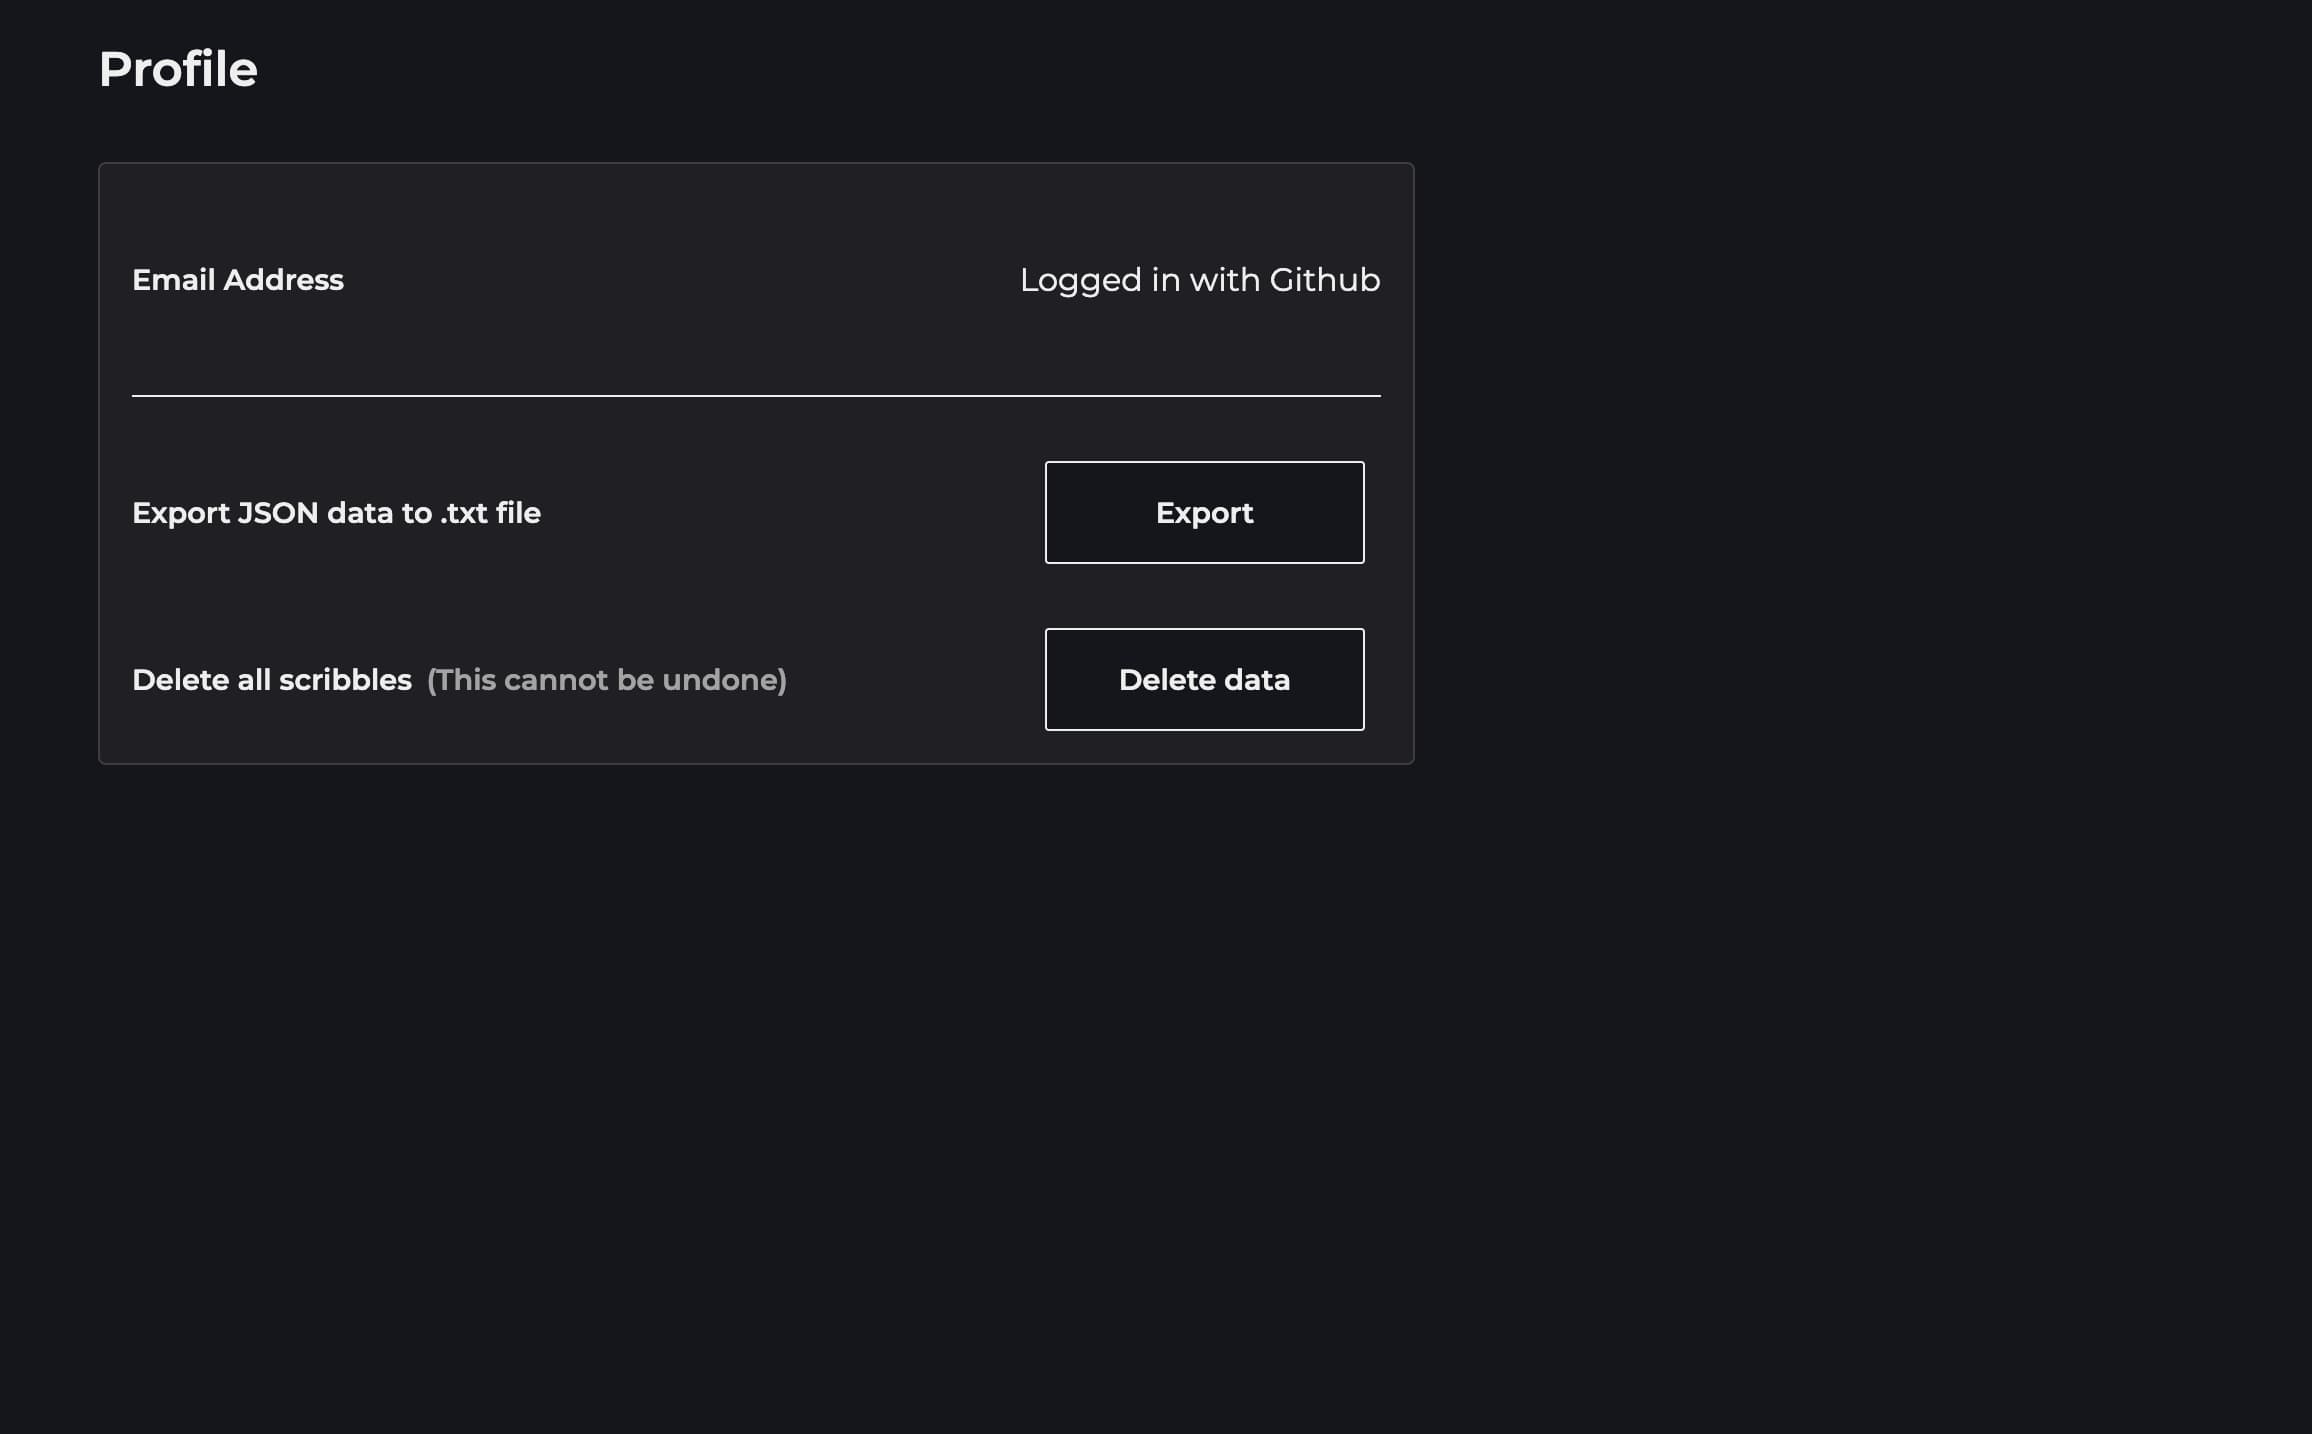 Profile
Email Address Logged in with Github
Export JSON data to .txt file Export
Delete all scribbles (This cannot be undone) Delete data